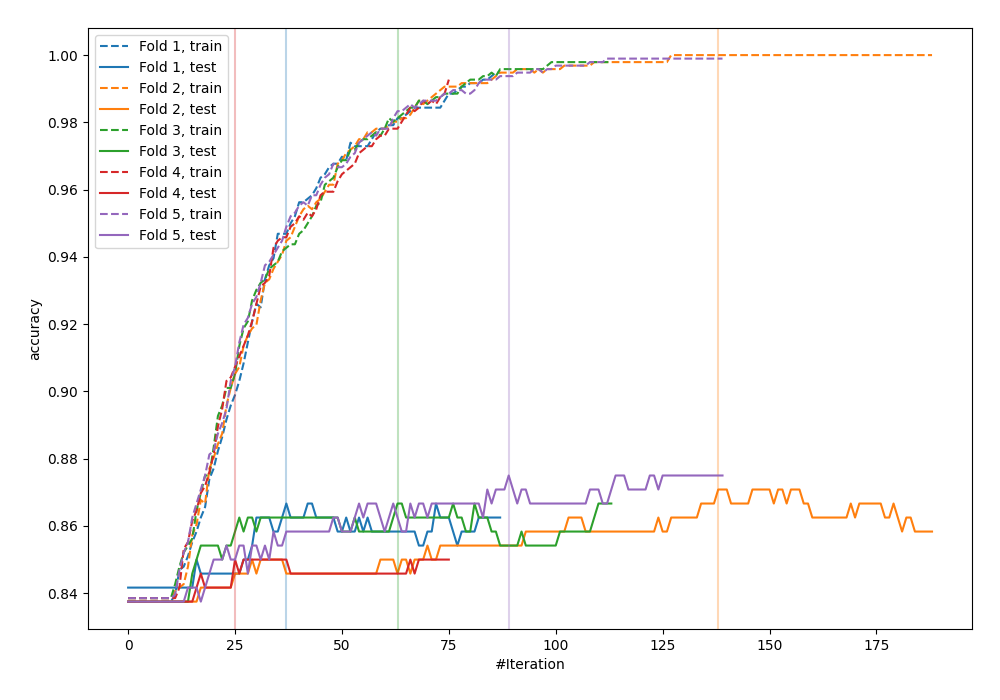 1.00
0.98
0.96
0.94
0.92
0.90
0.88
0.86
0.84
accuracy
Fold 1, train
Fold 1, test
Fold 2, train
Fold 2, test
Fold 3, train
Fold 3, test
Fold 4, train
Fold 4, test
Fold 5, train
Fold 5, test
0 25 50 75 100 125 150 175
#Iteration